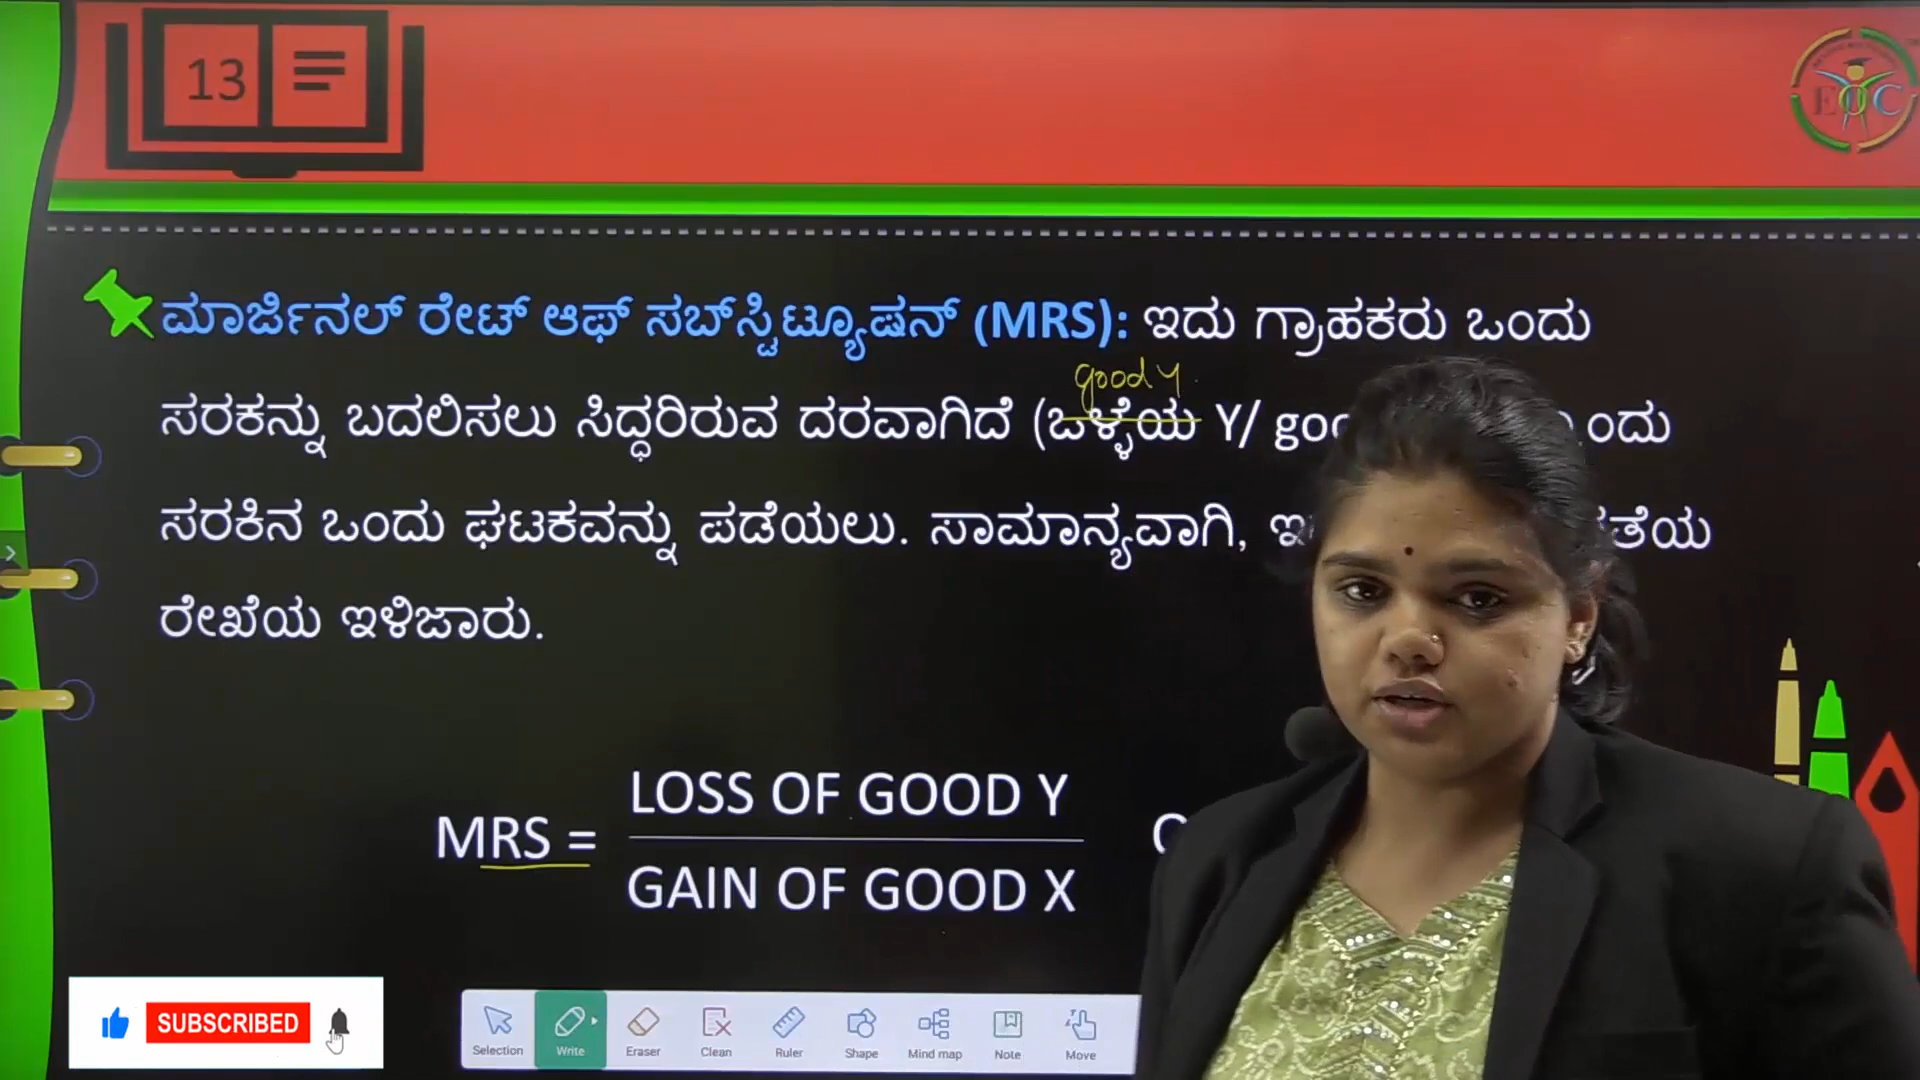 13
EOC
ಮಾರ್ಜಿನಲ್ ರೇಟ್ ಆಫ್ ಸಬ್‌ಸ್ಟಿಟ್ಯೂಷನ್ (MRS): ಇದು ಗ್ರಾಹಕರು ಒಂದು
good Y
ಸರಕನ್ನು ಬದಲಿಸಲು ಸಿದ್ಧರಿರುವ ದರವಾಗಿದೆ (ಒಳ್ಳೆಯ Y/
ಸರಕಿನ ಒಂದು ಘಟಕವನ್ನು ಪಡೆಯಲು. ಸಾಮಾನ್ಯವಾಗಿ,
ರೇಖೆಯ ಇಳಿಜಾರು.
MRS = LOSS OF GOOD Y
GAIN OF GOOD X
SUBSCRIBED
Selection Write Eraser Clean Ruler Shape Mind map Note Move